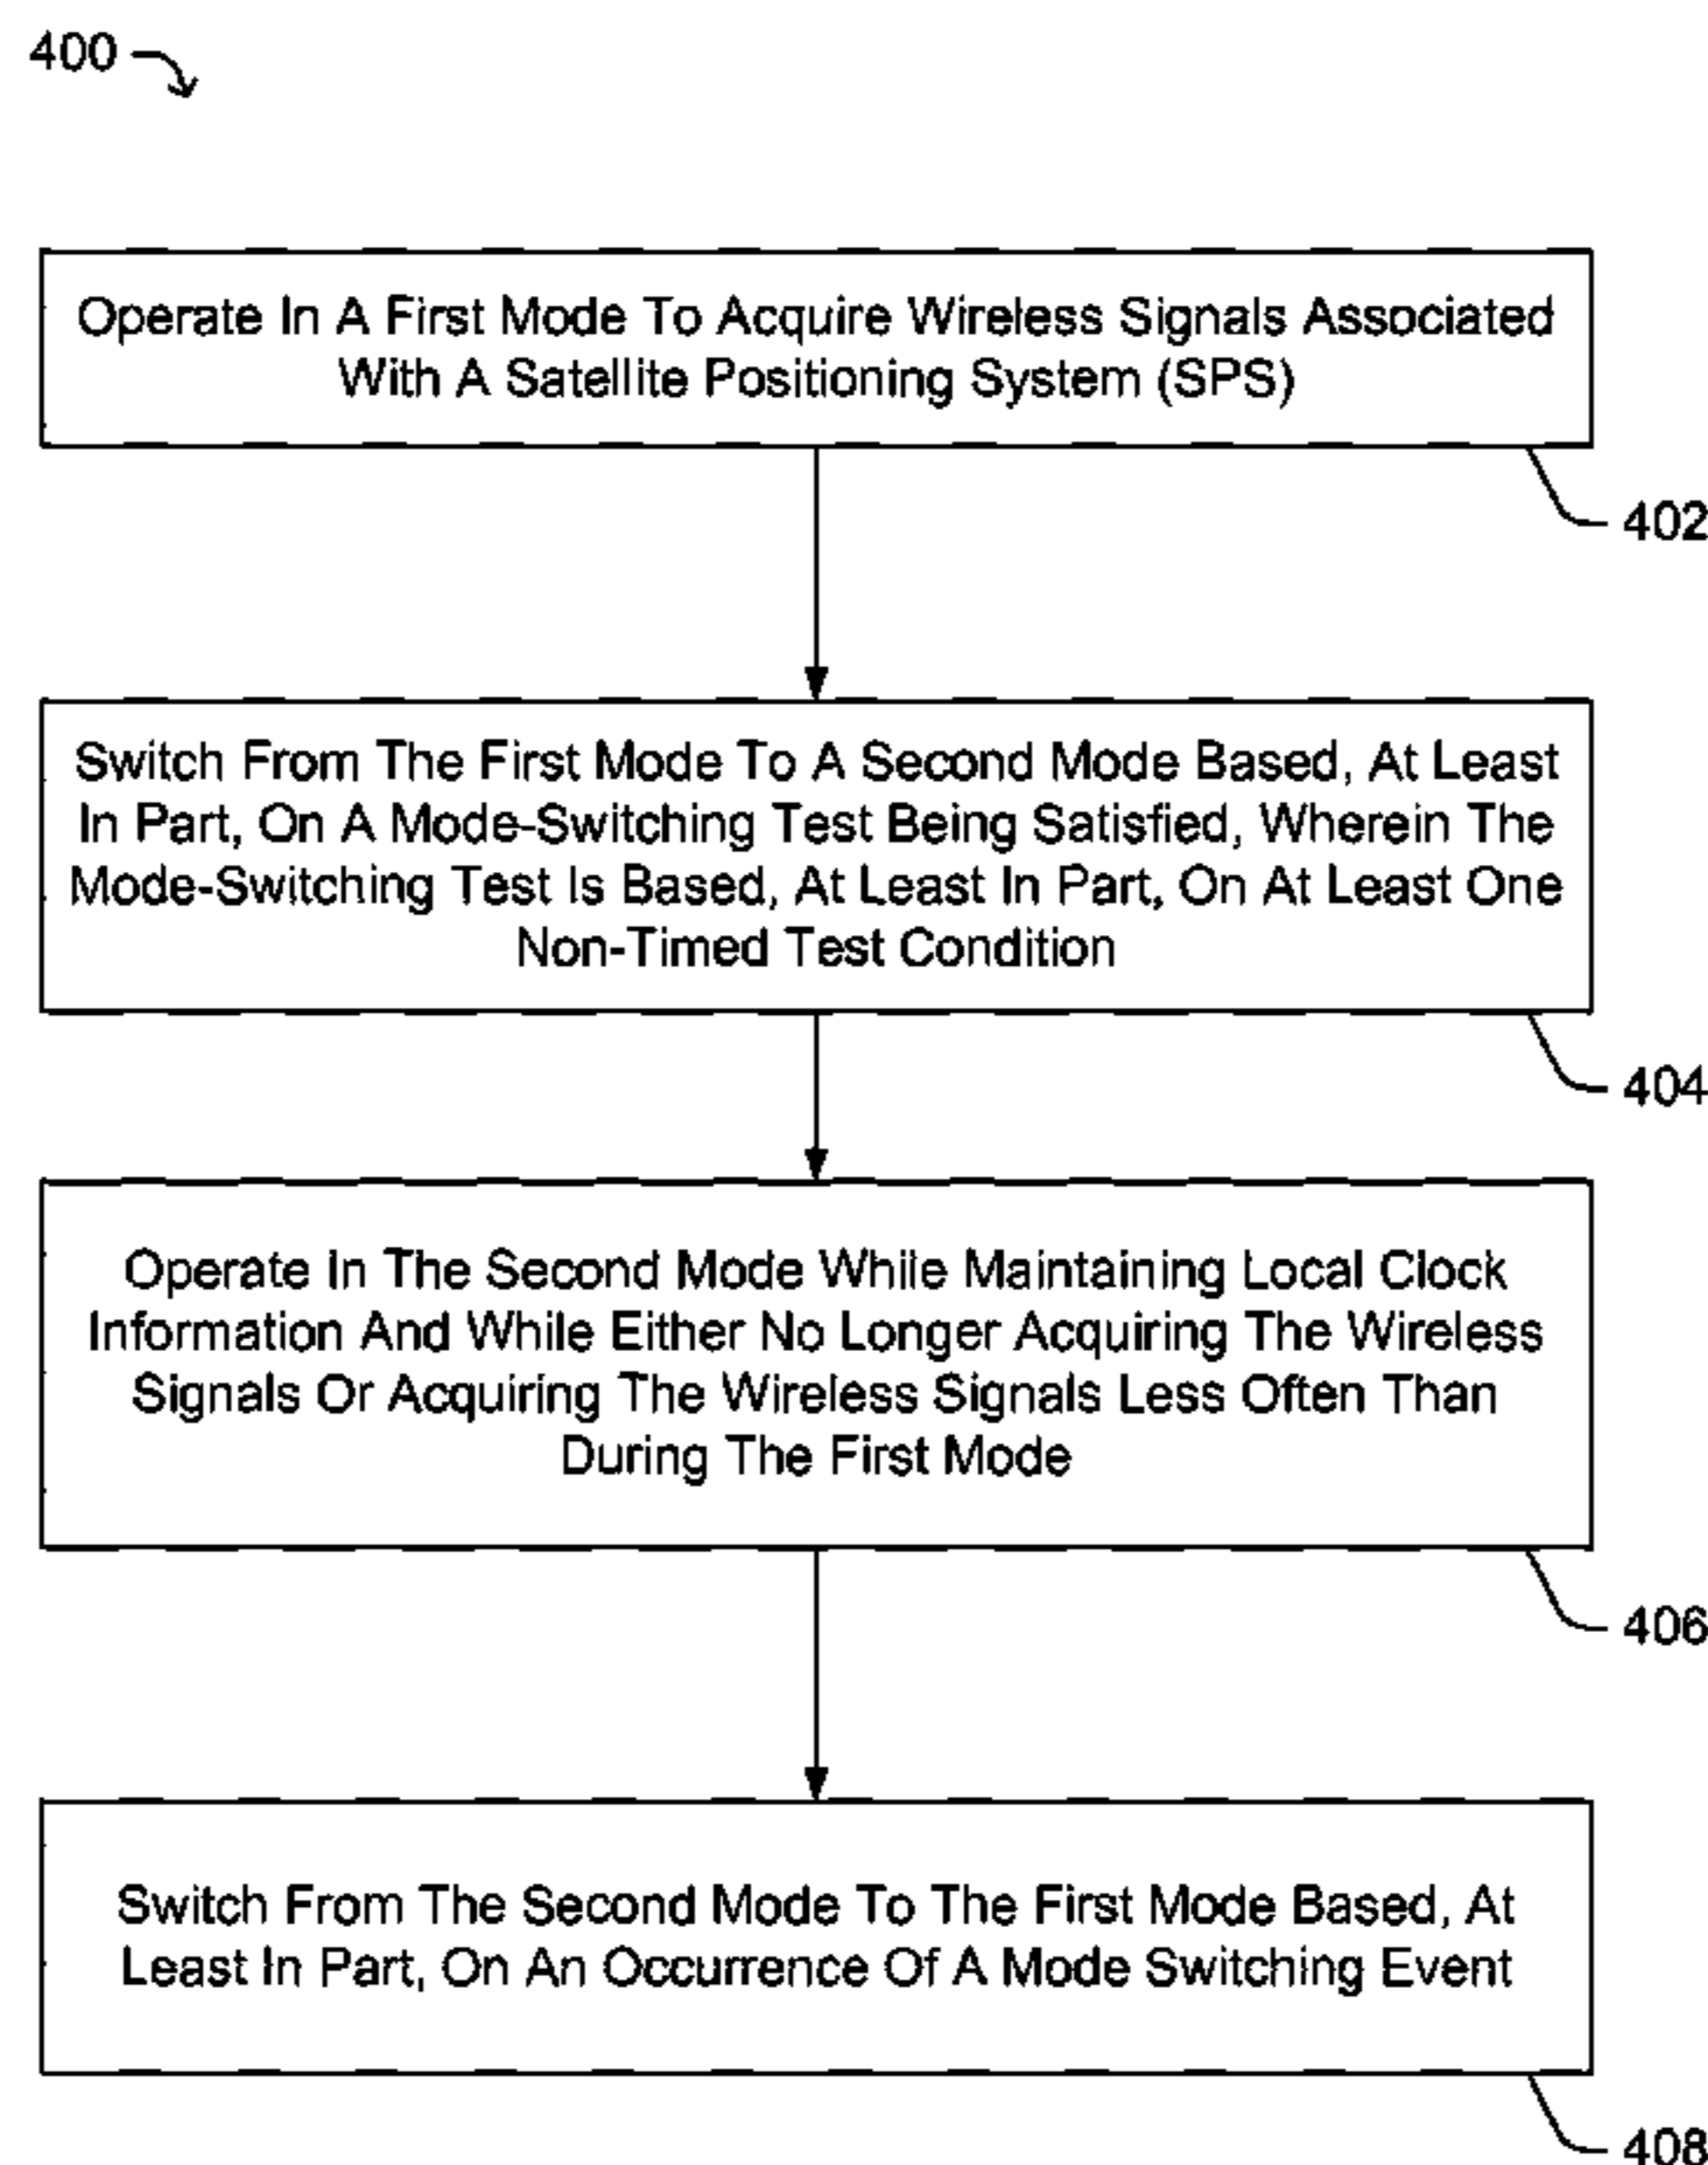 400
Operate In A First Mode To Acquire Wireless Signals Associated
With A Satellite Positioning System (SPS)
402
Switch From The First Mode To A Second Mode Based, At Least
In Part, On A Mode-Switching Test Being Satisfied, Wherein The
Mode-Switching Test Is Based, At Least In Part, On At Least One
Non-Timed Test Condition
404
Operate In The Second Mode While Maintaining Local Clock
Information And While Either No Longer Acquiring The Wireless
Signals Or Acquiring The Wireless Signals Less Often Than
During The First Mode
406
Switch From The Second Mode To The First Mode Based, At
Least In Part, On An Occurrence Of A Mode Switching Event
408